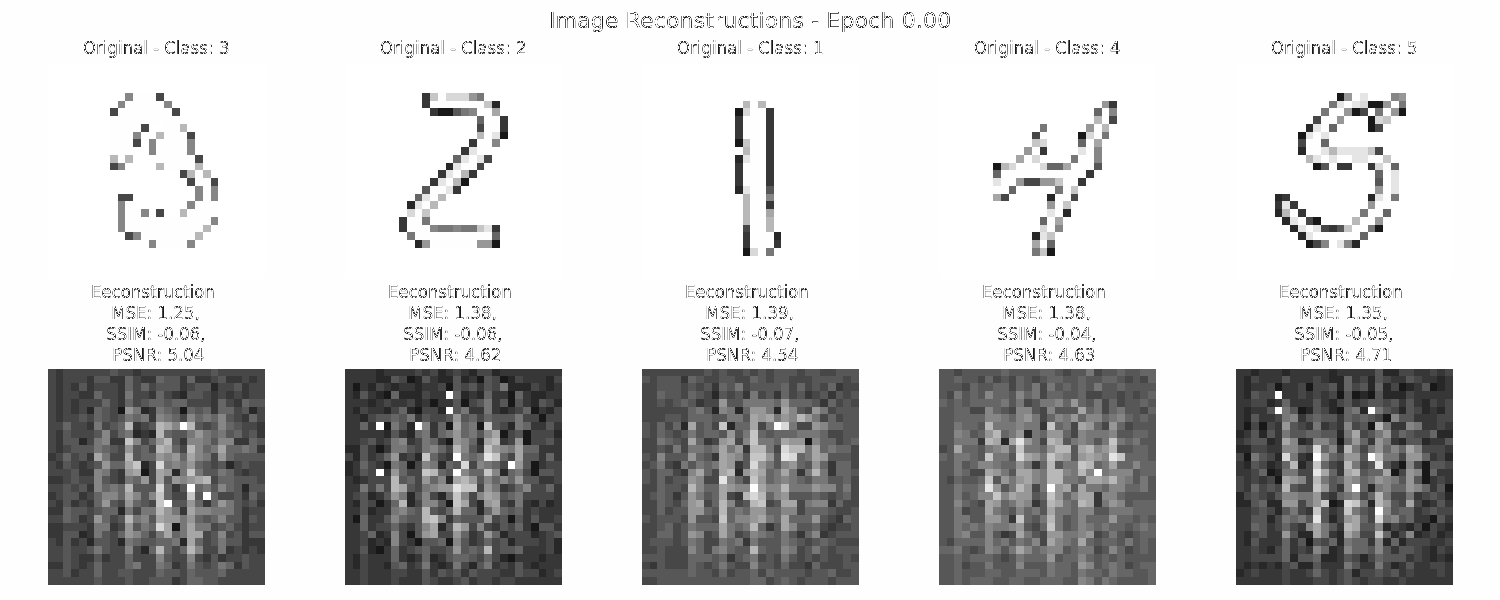 Image Reconstructions - Epoch 0.00
Original - Class: 3
Original - Class: 2
Original - Class: 1
Original - Class: 4
Original - Class: 5
Eeconstruction
MSE: 1.25,
SSIM: -0.06,
PSNR: 5.04
Eeconstruction
MSE: 1.38,
SSIM: -0.06,
PSNR: 4.62
Eeconstruction
MSE: 1.39,
SSIM: -0.07,
PSNR: 4.54
Eeconstruction
MSE: 1.38,
SSIM: -0.04,
PSNR: 4.63
Eeconstruction
MSE: 1.35,
SSIM: -0.05,
PSNR: 4.71